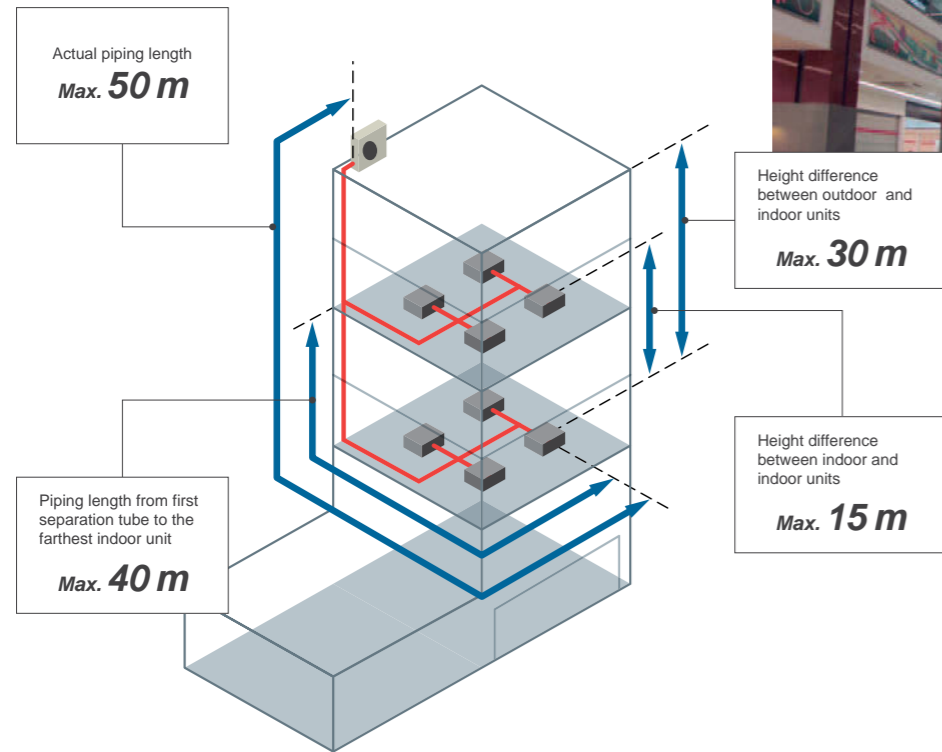 Actual piping length
Max. 50 m
Height difference
between outdoor and
indoor units
Max. 30 m
Height difference
between indoor and
indoor units
Max. 15 m
Piping length from first
separation tube to the
farthest indoor unit
Max. 40 m